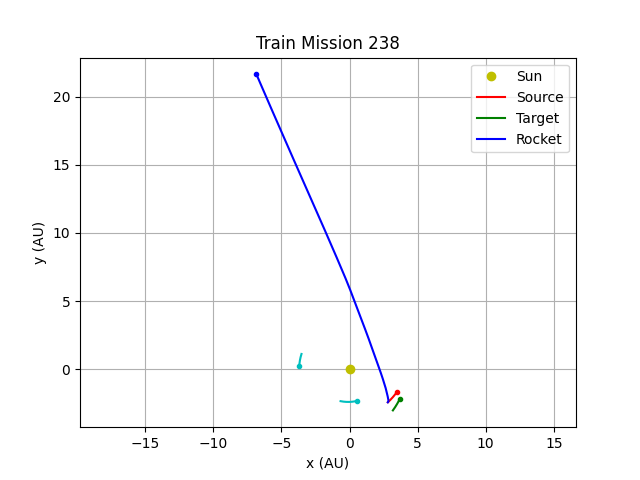 Train Mission 238
Sun
Source
Target
Rocket
y (AU)
20
15
10
5
0
−15
−10
−5
0
5
10
15
x (AU)